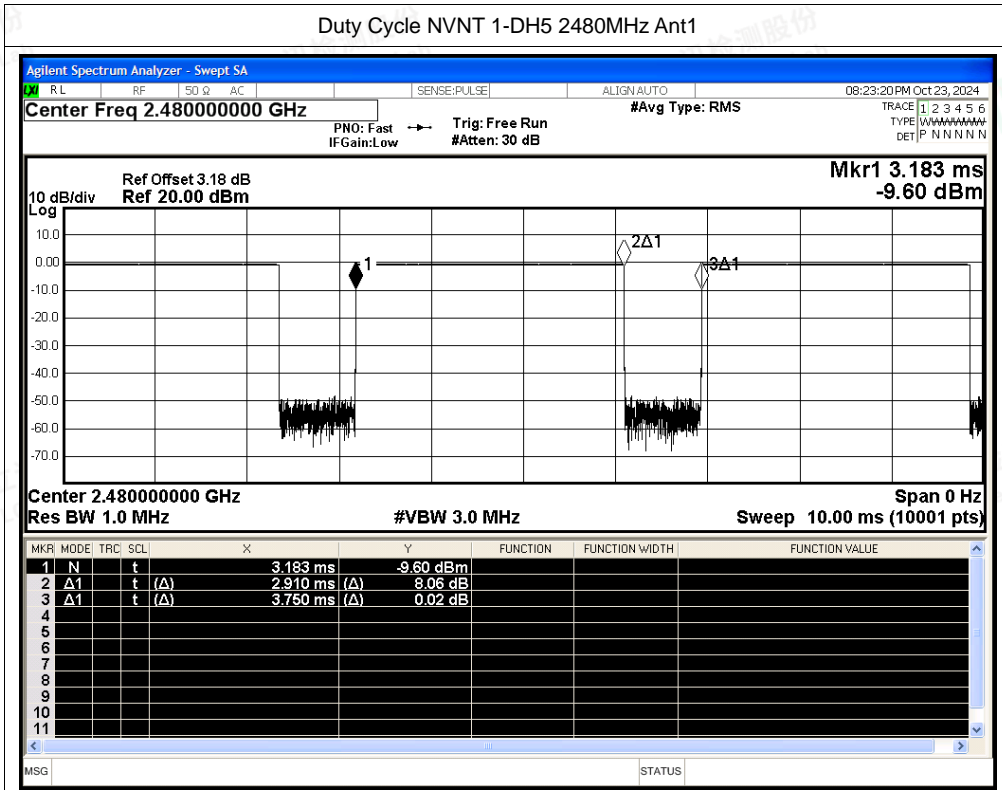 Duty Cycle NVNT 1-DH5 2480MHz Ant1
Agilent Spectrum Analyzer - Swept SA
LXI RL RF 50 Ω AC SENSE:PULSE ALIGN AUTO 08:23:20 PM Oct 23, 2024
Center Freq 2.480000000 GHz #Avg Type: RMS TRACE 1 2 3 4 5 6
PNO: Fast Trig: Free Run TYPE WWWWWW
IFGain:Low #Atten: 30 dB DET P N N N N N
Mkr1 3.183 ms
Ref Offset 3.18 dB
10 dB/div Ref 20.00 dBm -9.60 dBm
Log
10.0
2Δ1
0.00
1
3Δ1
-10.0
-20.0
-30.0
-40.0
-50.0
-60.0
-70.0
Center 2.480000000 GHz Span 0 Hz
Res BW 1.0 MHz #VBW 3.0 MHz Sweep 10.00 ms (10001 pts)
MKR MODE TRC SCL X Y FUNCTION FUNCTION WIDTH FUNCTION VALUE
1 N t 3.183 ms -9.60 dBm
2 Δ1 t (Δ) 2.910 ms (Δ) 8.06 dB
3 Δ1 t (Δ) 3.750 ms (Δ) 0.02 dB
4
5
6
7
8
9
10
11
MSG STATUS